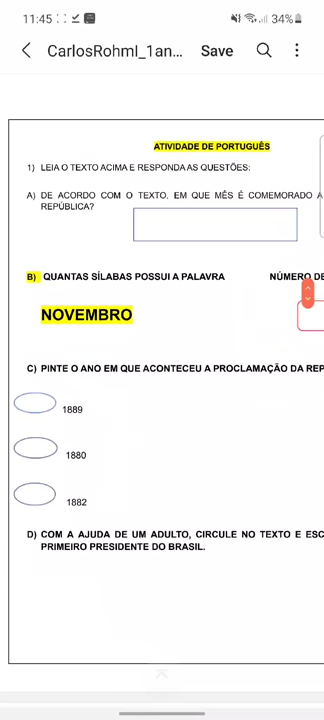 11:45
34%
CarlosRohmI_1an... Save
ATIVIDADE DE PORTUGUÊS
1) LEIA O TEXTO ACIMA E RESPONDA AS QUESTÕES:
A) DE ACORDO COM O TEXTO. EM QUE MÊS É COMEMORADO A
REPÚBLICA?
B) QUANTAS SÍLABAS POSSUI A PALAVRA NÚMERO DE
NOVEMBRO
C) PINTE O ANO EM QUE ACONTECEU A PROCLAMAÇÃO DA REP
1889
1880
1882
D) COM A AJUDA DE UM ADULTO, CIRCULE NO TEXTO E ESC
PRIMEIRO PRESIDENTE DO BRASIL.